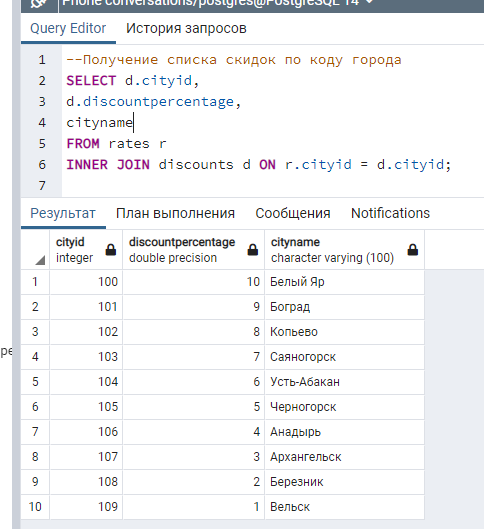 Phone conversations/postgres@PostgreSQL 14
Query Editor История запросов
1 --Получение списка скидок по коду города
2 SELECT d.cityid,
3 d.discountpercentage,
4 cityname
5 FROM rates r
6 INNER JOIN discounts d ON r.cityid = d.cityid;
7
Результат План выполнения Сообщения Notifications
cityid discountpercentage cityname
integer double precision character varying (100)
1 100 10 Белый Яр
2 101 9 Боград
3 102 8 Копьево
4 103 7 Саяногорск
5 104 6 Усть-Абакан
6 105 5 Черногорск
7 106 4 Анадырь
8 107 3 Архангельск
9 108 2 Березник
10 109 1 Вельск